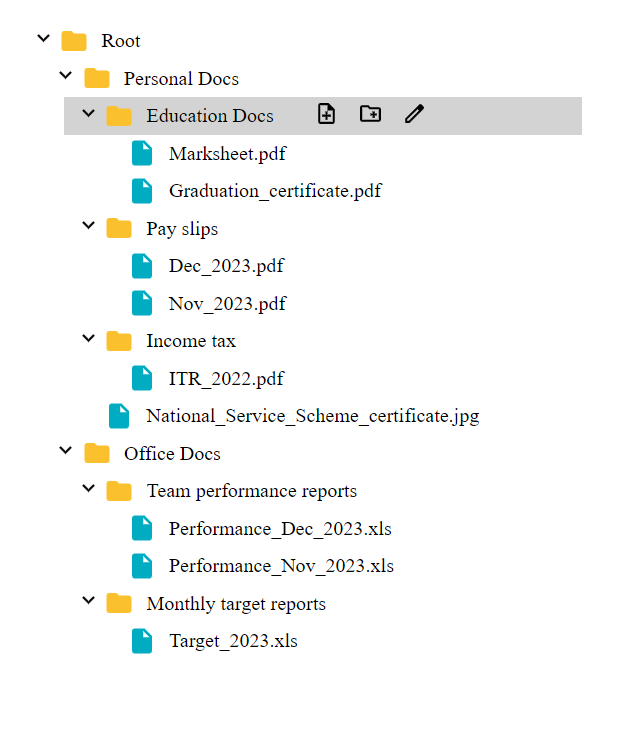 Root
Personal Docs
Education Docs
Marksheet.pdf
Graduation_certificate.pdf
Pay slips
Dec_2023.pdf
Nov_2023.pdf
Income tax
ITR_2022.pdf
National_Service_Scheme_certificate.jpg
Office Docs
Team performance reports
Performance_Dec_2023.xls
Performance_Nov_2023.xls
Monthly target reports
Target_2023.xls